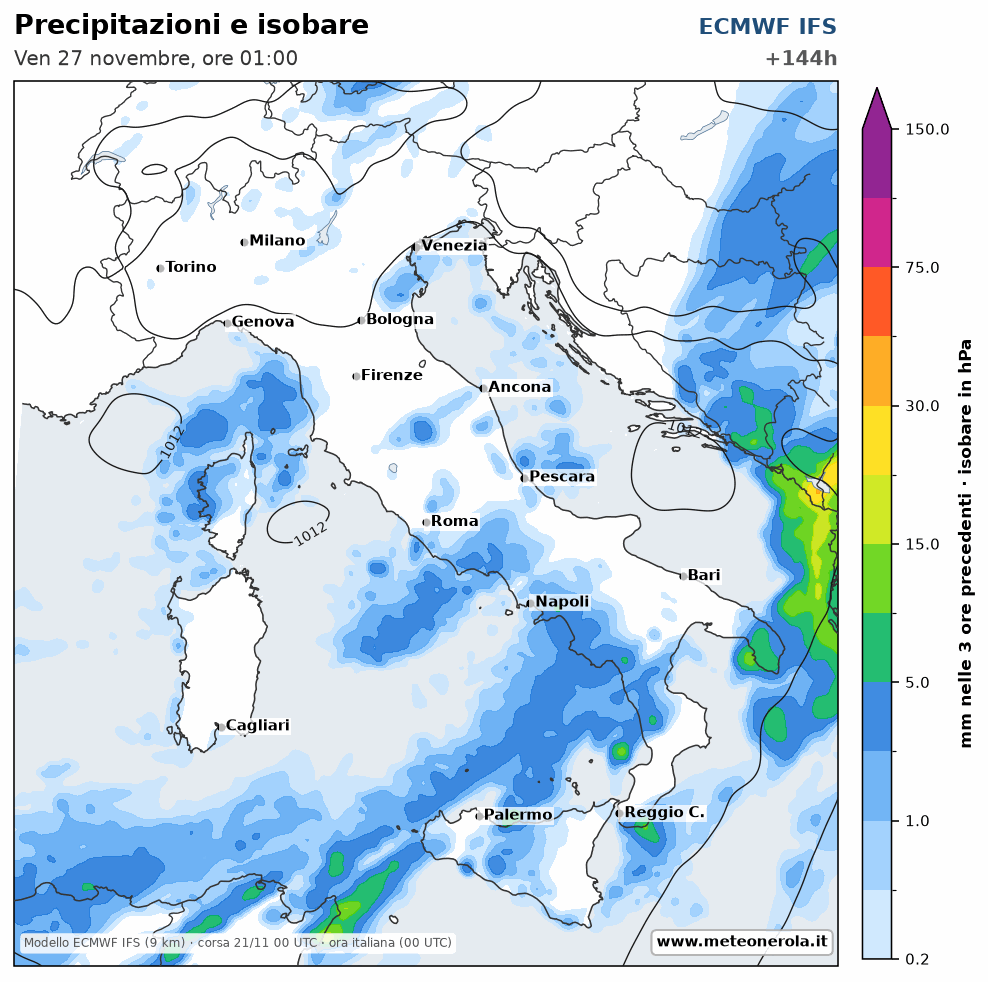 Precipitazioni e isobare
ECMWF IFS
Ven 27 novembre, ore 01:00
+144h
150.0
Milano
Venezia
Torino
75.0
Genova
Bologna
Firenze
Ancona
30.0
1012
Pescara
1012
Roma
15.0
Bari
Napoli
5.0
Cagliari
Palermo
Reggio C.
1.0
mm nelle 3 ore precedenti · isobare in hPa
Modello ECMWF IFS (9 km) · corsa 21/11 00 UTC · ora italiana (00 UTC)
www.meteonerola.it
0.2